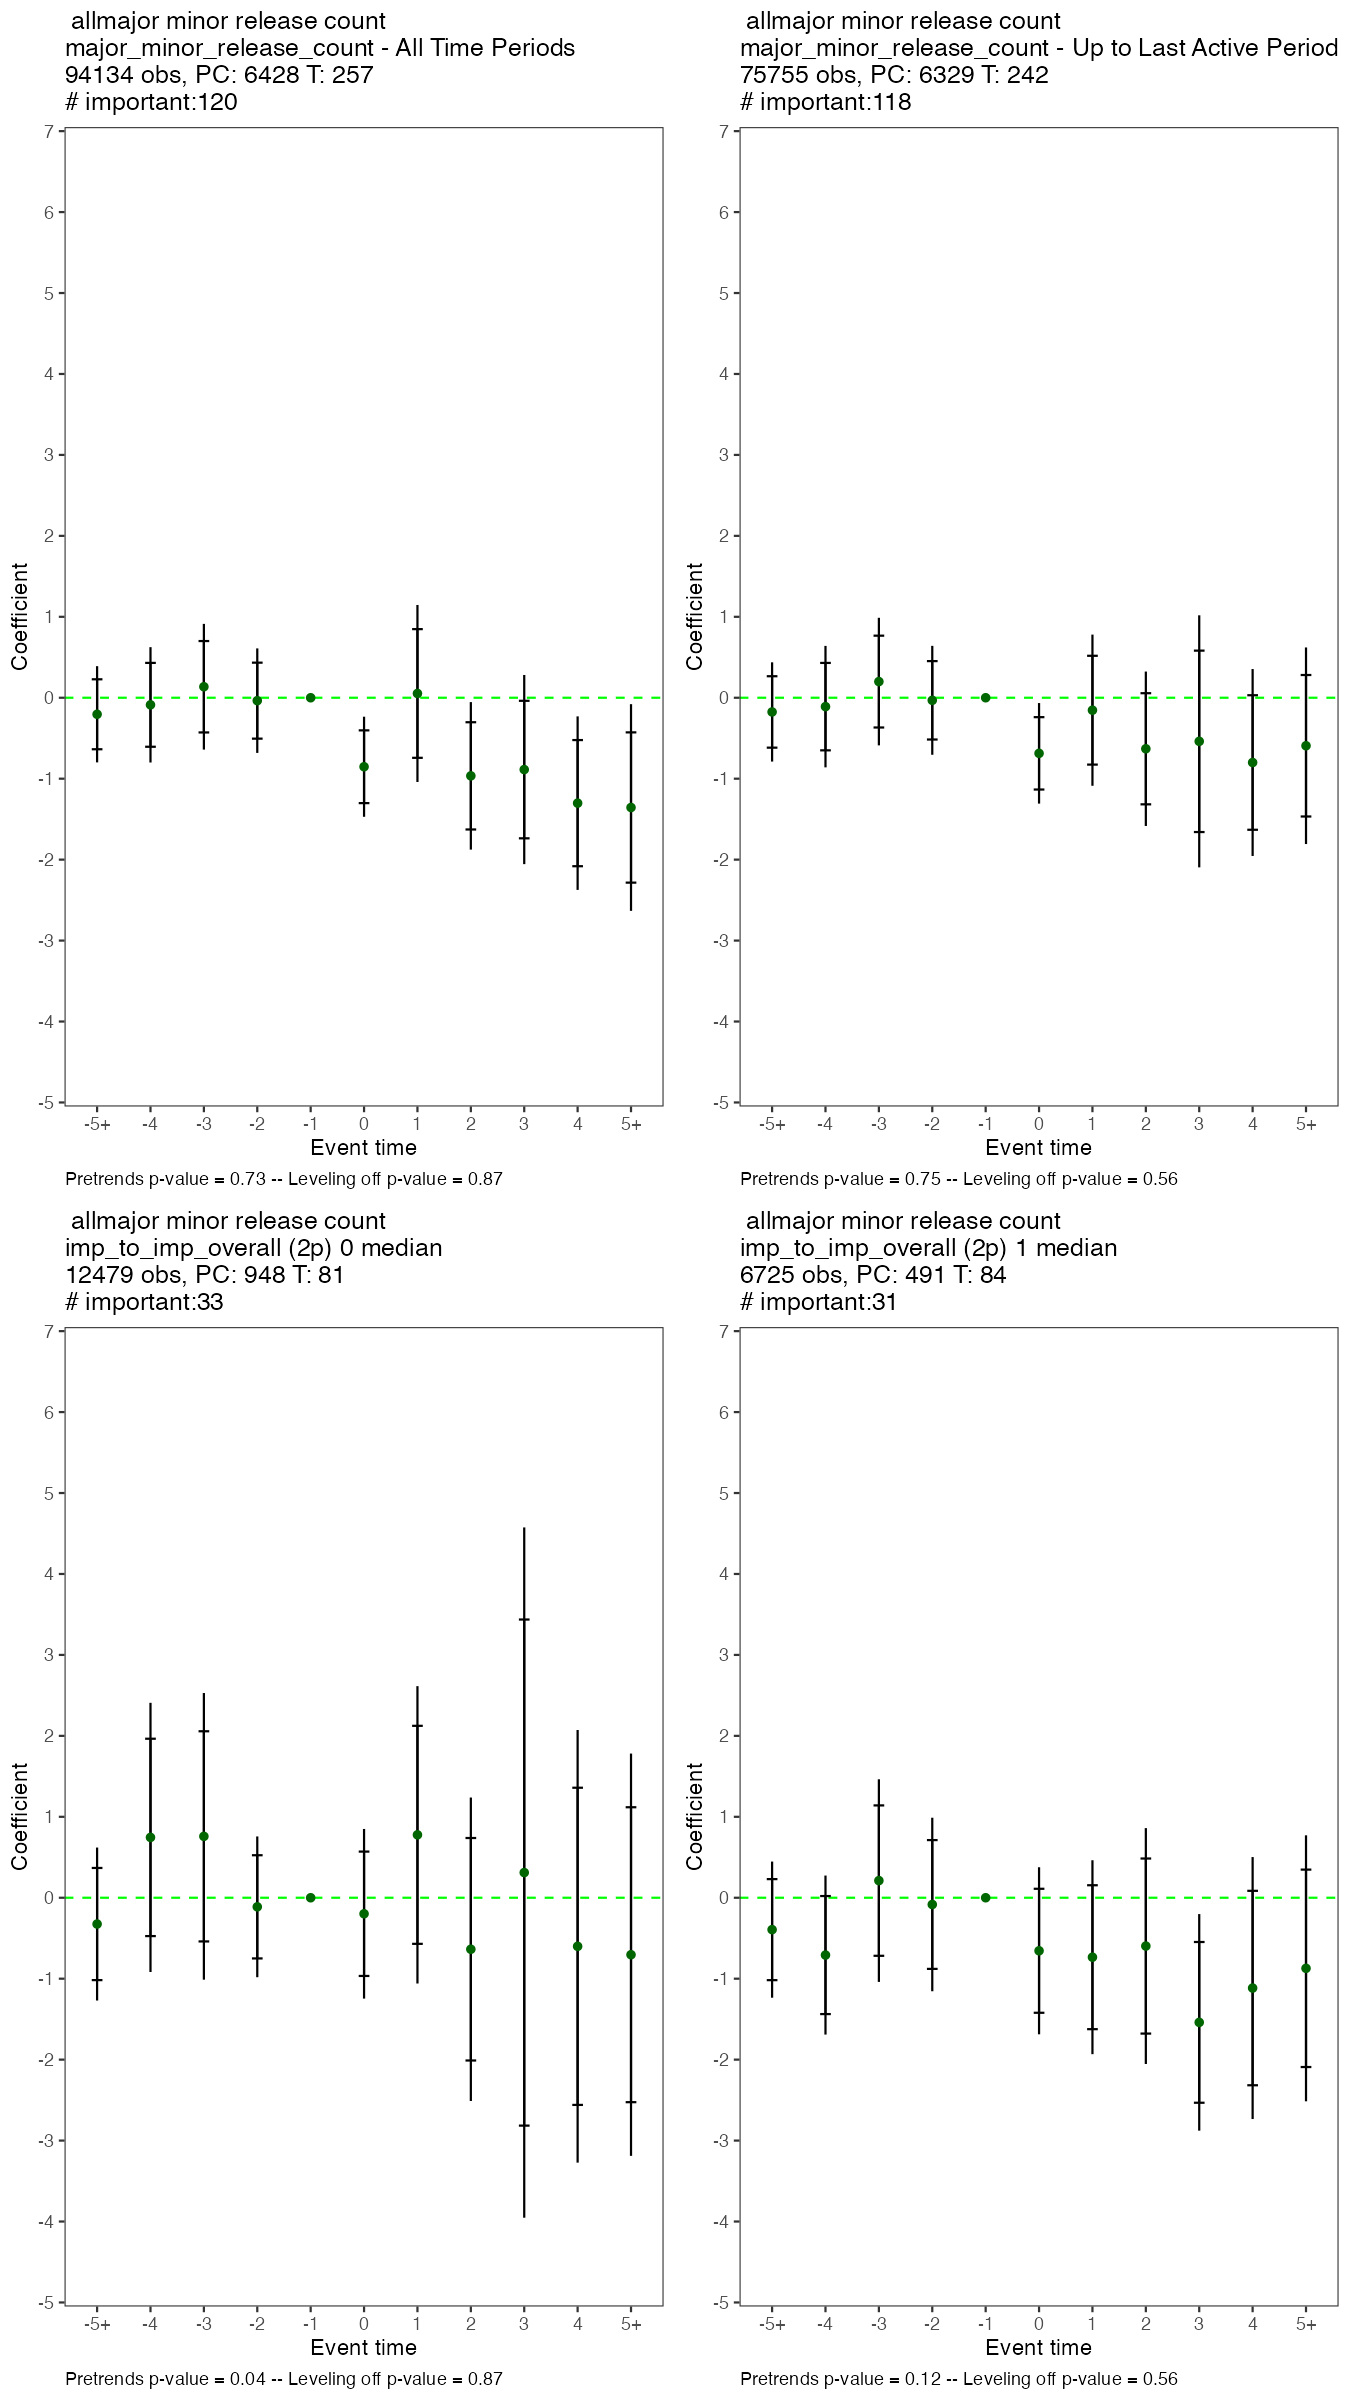 allmajor minor release count
major_minor_release_count - All Time Periods
94134 obs, PC: 6428 T: 257
# important:120
7
6
5
4
3
2
1
0
-1
-2
-3
-4
-5
Coefficient
-5+ -4 -3 -2 -1 0 1 2 3 4 5+
Event time
Pretrends p-value = 0.73 -- Leveling off p-value = 0.87
allmajor minor release count
major_minor_release_count - Up to Last Active Period
75755 obs, PC: 6329 T: 242
# important:118
7
6
5
4
3
2
1
0
-1
-2
-3
-4
-5
Coefficient
-5+ -4 -3 -2 -1 0 1 2 3 4 5+
Event time
Pretrends p-value = 0.75 -- Leveling off p-value = 0.56
allmajor minor release count
imp_to_imp_overall (2p) 0 median
12479 obs, PC: 948 T: 81
# important:33
7
6
5
4
3
2
1
0
-1
-2
-3
-4
-5
Coefficient
-5+ -4 -3 -2 -1 0 1 2 3 4 5+
Event time
Pretrends p-value = 0.04 -- Leveling off p-value = 0.87
allmajor minor release count
imp_to_imp_overall (2p) 1 median
6725 obs, PC: 491 T: 84
# important:31
7
6
5
4
3
2
1
0
-1
-2
-3
-4
-5
Coefficient
-5+ -4 -3 -2 -1 0 1 2 3 4 5+
Event time
Pretrends p-value = 0.12 -- Leveling off p-value = 0.56